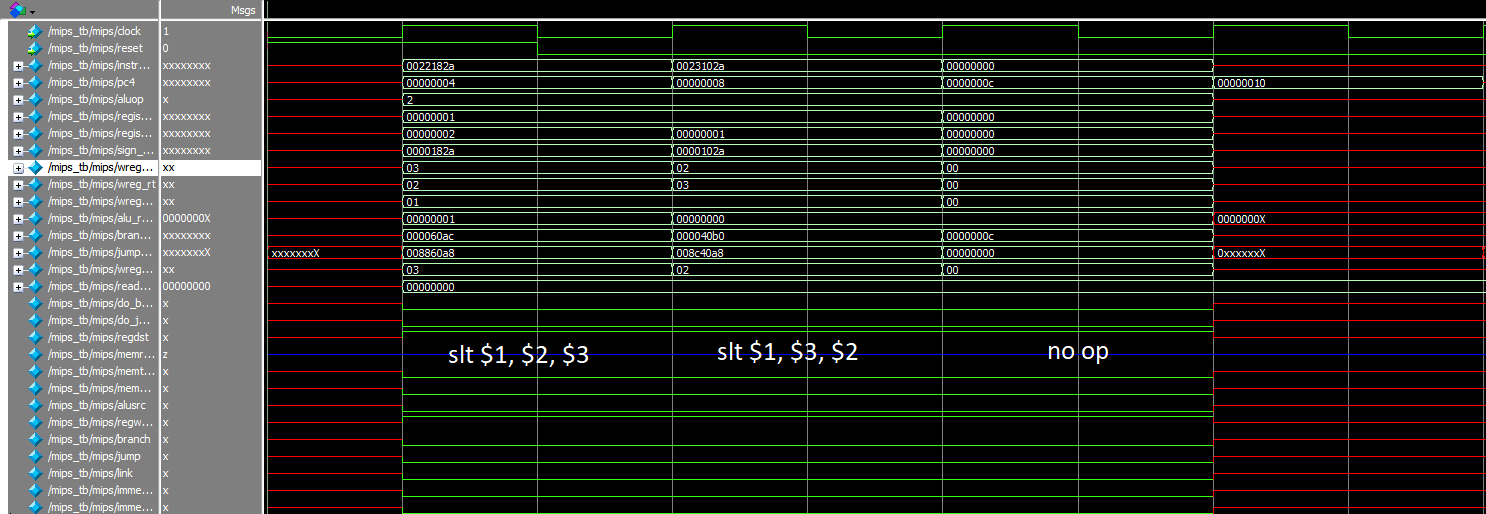 Msgs
/mips_tb/mips/clock 1
/mips_tb/mips/reset 0
/mips_tb/mips/instr... xxxxxxxx 0022182a 0023102a 00000000
/mips_tb/mips/pc4 xxxxxxxx 00000004 00000008 0000000c 00000010
/mips_tb/mips/aluop x 2
/mips_tb/mips/regis... xxxxxxxx 00000001 00000000
/mips_tb/mips/regis... xxxxxxxx 00000002 00000001 00000000
/mips_tb/mips/sign_... xxxxxxxx 0000182a 0000102a 00000000
/mips_tb/mips/wreg... xx 03 02 00
/mips_tb/mips/wreg_rt xx 02 03 00
/mips_tb/mips/wreg... xx 01 00
/mips_tb/mips/alu_r... 0000000X 00000001 00000000 0000000X
/mips_tb/mips/bran... xxxxxxxx 000060ac 000040b0 0000000c
/mips_tb/mips/jump... xxxxxxxX xxxxxxxX 008860a8 008c40a8 00000000 0xxxxxxX
/mips_tb/mips/wreg... xx 03 02 00
/mips_tb/mips/read... 00000000 00000000
/mips_tb/mips/do_b... x
/mips_tb/mips/do_j... x
/mips_tb/mips/regdst x
/mips_tb/mips/memr... z slt $1, $2, $3 slt $1, $3, $2 no op
/mips_tb/mips/memt... x
/mips_tb/mips/mem... x
/mips_tb/mips/alusrc x
/mips_tb/mips/regw... x
/mips_tb/mips/branch x
/mips_tb/mips/jump x
/mips_tb/mips/link x
/mips_tb/mips/imme... x
/mips_tb/mips/imme... x